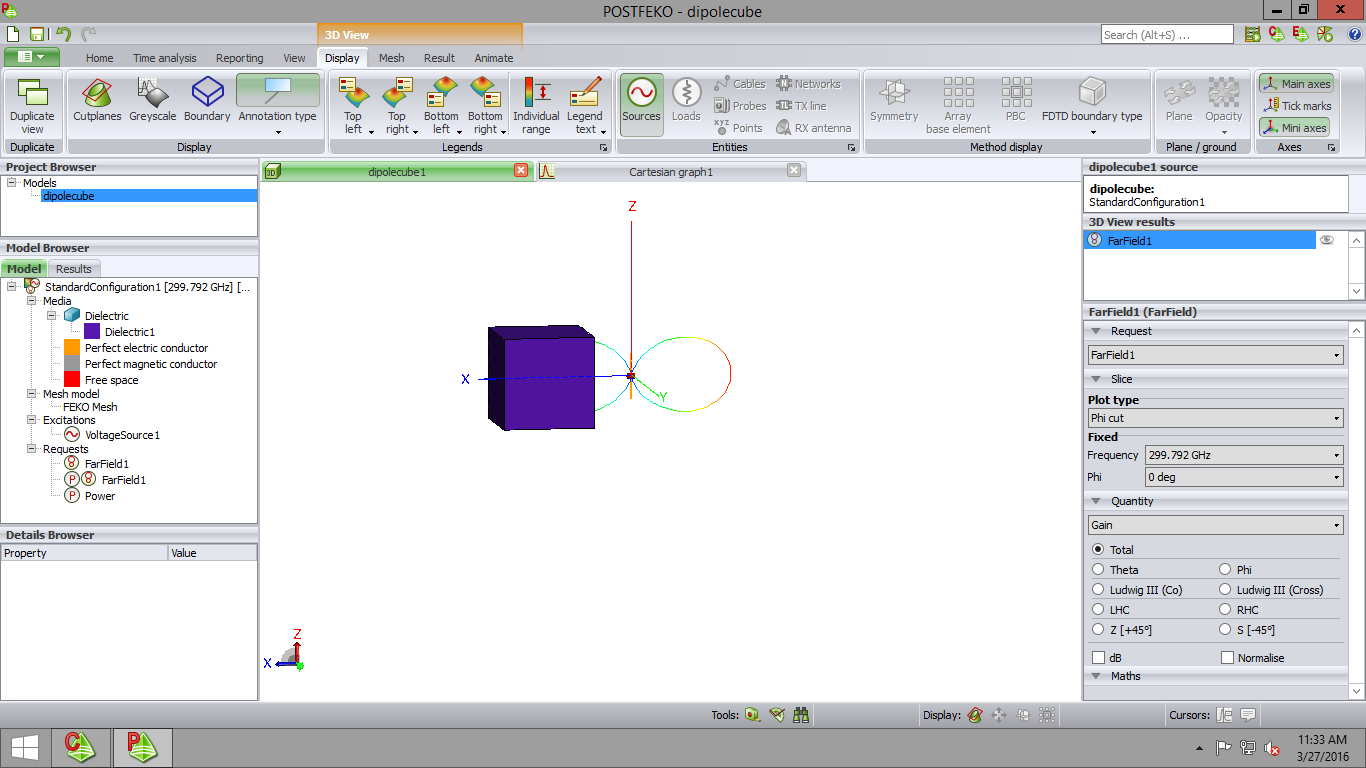 POSTFEKO - dipolecube
3D View
Search (Alt+S) ...
Home Time analysis Reporting View Display Mesh Result Animate
Duplicate view
Cutplanes Greyscale Boundary Annotation type
Top left Top right Bottom left Bottom right Individual range Legend text
Sources Loads
Cables Networks
Probes TX line
Points RX antenna
Symmetry Array base element PBC FDTD boundary type
Plane Opacity
Main axes
Tick marks
Mini axes
Duplicate Display Legends Entities Method display Plane / ground Axes
Project Browser
Models
dipolecube
Model Browser
Model Results
StandardConfiguration1 [299.792 GHz] [...
Media
Dielectric
Dielectric1
Perfect electric conductor
Perfect magnetic conductor
Free space
Mesh model
FEKO Mesh
Excitations
VoltageSource1
Requests
FarField1
P FarField1
P Power
Details Browser
Property Value
3D dipolecube1 Cartesian graph1
Z
X
Y
Z
X
dipolecube1 source
dipolecube:
StandardConfiguration1
3D View results
FarField1
FarField1 (FarField)
Request
FarField1
Slice
Plot type
Phi cut
Fixed
Frequency 299.792 GHz
Phi 0 deg
Quantity
Gain
Total
Theta Phi
Ludwig III (Co) Ludwig III (Cross)
LHC RHC
Z [+45°] S [-45°]
dB Normalise
Maths
Tools: Display: Cursors:
11:33 AM
3/27/2016